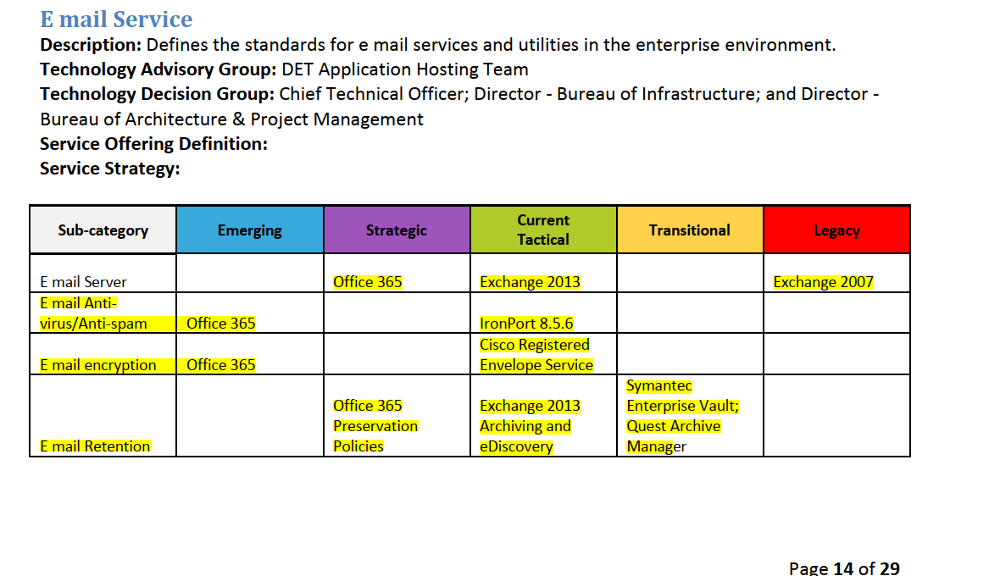 E mail Service
Description: Defines the standards for e mail services and utilities in the enterprise environment.
Technology Advisory Group: DET Application Hosting Team
Technology Decision Group: Chief Technical Officer; Director - Bureau of Infrastructure; and Director -
Bureau of Architecture & Project Management
Service Offering Definition:
Service Strategy:
Sub-category Emerging Strategic Current Tactical Transitional Legacy
E mail Server Office 365 Exchange 2013 Exchange 2007
E mail Anti-
virus/Anti-spam Office 365 IronPort 8.5.6
Cisco Registered
E mail encryption Office 365 Envelope Service
Symantec
Office 365 Exchange 2013 Enterprise Vault;
Preservation Archiving and Quest Archive
E mail Retention Policies eDiscovery Manager
Page 14 of 29